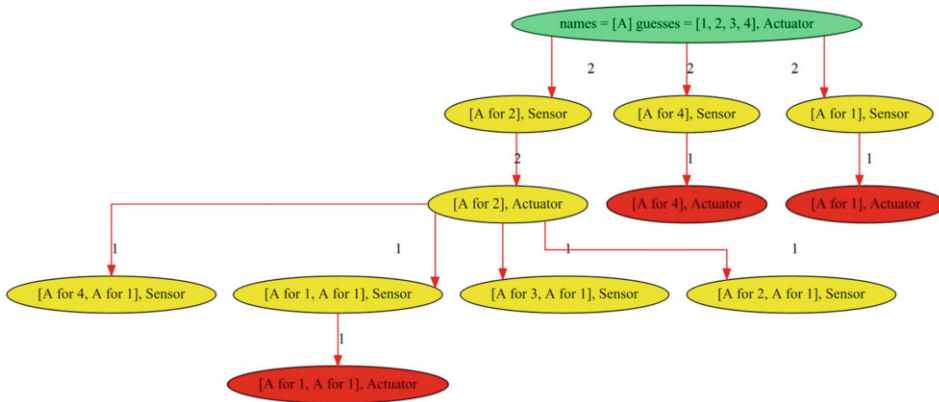 names = [A] guesses = [1, 2, 3, 4], Actuator
2 2 2
[A for 2], Sensor [A for 4], Sensor [A for 1], Sensor
2 1 1
[A for 2], Actuator [A for 4], Actuator [A for 1], Actuator
1 1 1 1
[A for 4, A for 1], Sensor [A for 1, A for 1], Sensor [A for 3, A for 1], Sensor [A for 2, A for 1], Sensor
1
[A for 1, A for 1], Actuator